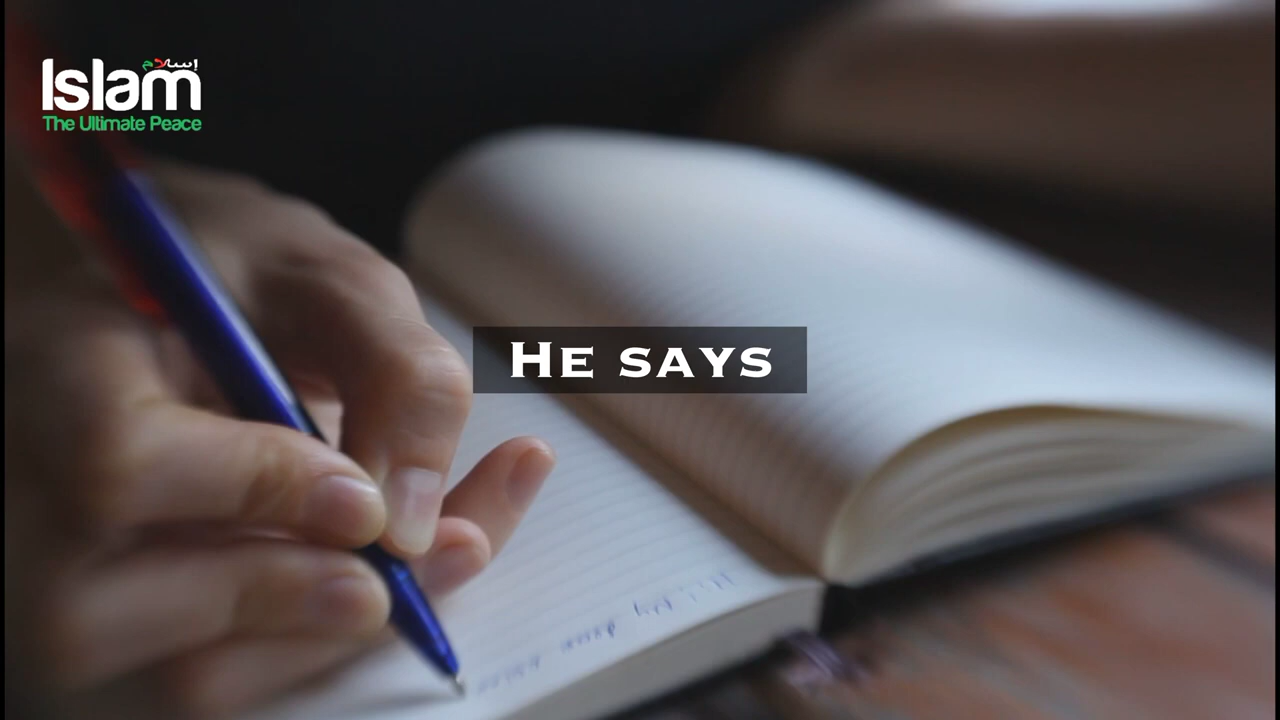 إسلام
Islam
The Ultimate Peace
HE SAYS